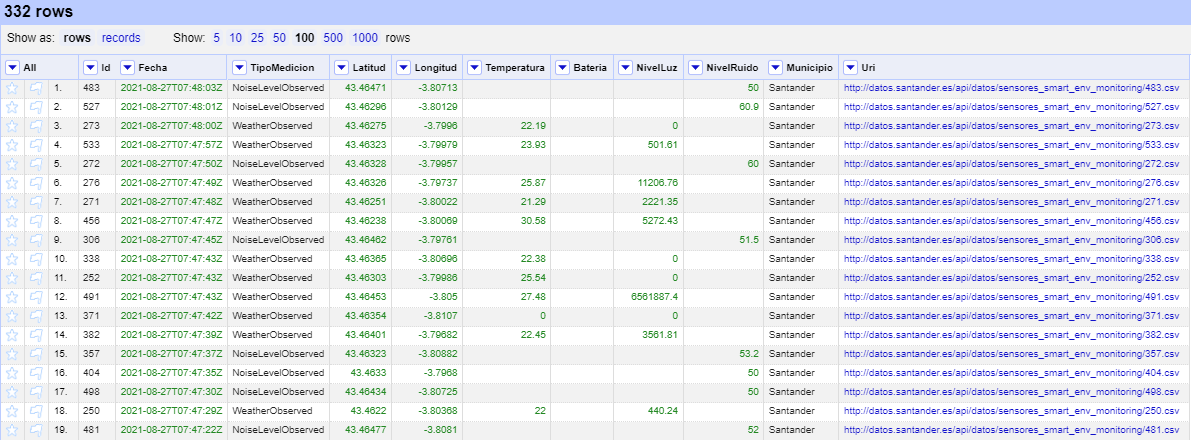 332 rows
Show as: rows records Show: 5 10 25 50 100 500 1000 rows
All Id Fecha TipoMedicion Latitud Longitud Temperatura Bateria NivelLuz NivelRuido Municipio Uri
1. 483 2021-08-27T07:48:03Z NoiseLevelObserved 43.46471 -3.80713 50 Santander http://datos.santander.es/api/datos/sensores_smart_env_monitoring/483.csv
2. 527 2021-08-27T07:48:01Z NoiseLevelObserved 43.46296 -3.80129 60.9 Santander http://datos.santander.es/api/datos/sensores_smart_env_monitoring/527.csv
3. 273 2021-08-27T07:48:00Z WeatherObserved 43.46275 -3.7996 22.19 0 Santander http://datos.santander.es/api/datos/sensores_smart_env_monitoring/273.csv
4. 533 2021-08-27T07:47:57Z WeatherObserved 43.46323 -3.79979 23.93 501.61 Santander http://datos.santander.es/api/datos/sensores_smart_env_monitoring/533.csv
5. 272 2021-08-27T07:47:50Z NoiseLevelObserved 43.46328 -3.79957 60 Santander http://datos.santander.es/api/datos/sensores_smart_env_monitoring/272.csv
6. 276 2021-08-27T07:47:49Z WeatherObserved 43.46326 -3.79737 25.87 11206.76 Santander http://datos.santander.es/api/datos/sensores_smart_env_monitoring/276.csv
7. 271 2021-08-27T07:47:48Z WeatherObserved 43.46251 -3.80022 21.29 2221.35 Santander http://datos.santander.es/api/datos/sensores_smart_env_monitoring/271.csv
8. 456 2021-08-27T07:47:47Z WeatherObserved 43.46238 -3.80069 30.58 5272.43 Santander http://datos.santander.es/api/datos/sensores_smart_env_monitoring/456.csv
9. 306 2021-08-27T07:47:45Z NoiseLevelObserved 43.46462 -3.79761 51.5 Santander http://datos.santander.es/api/datos/sensores_smart_env_monitoring/306.csv
10. 338 2021-08-27T07:47:43Z WeatherObserved 43.46365 -3.80696 22.38 0 Santander http://datos.santander.es/api/datos/sensores_smart_env_monitoring/338.csv
11. 252 2021-08-27T07:47:43Z WeatherObserved 43.46303 -3.79986 25.54 0 Santander http://datos.santander.es/api/datos/sensores_smart_env_monitoring/252.csv
12. 491 2021-08-27T07:47:43Z WeatherObserved 43.46453 -3.805 27.48 6561887.4 Santander http://datos.santander.es/api/datos/sensores_smart_env_monitoring/491.csv
13. 371 2021-08-27T07:47:42Z WeatherObserved 43.46354 -3.8107 0 0 Santander http://datos.santander.es/api/datos/sensores_smart_env_monitoring/371.csv
14. 382 2021-08-27T07:47:39Z WeatherObserved 43.46401 -3.79682 22.45 3561.81 Santander http://datos.santander.es/api/datos/sensores_smart_env_monitoring/382.csv
15. 357 2021-08-27T07:47:37Z NoiseLevelObserved 43.46323 -3.80882 53.2 Santander http://datos.santander.es/api/datos/sensores_smart_env_monitoring/357.csv
16. 404 2021-08-27T07:47:35Z NoiseLevelObserved 43.4633 -3.7968 50 Santander http://datos.santander.es/api/datos/sensores_smart_env_monitoring/404.csv
17. 498 2021-08-27T07:47:30Z NoiseLevelObserved 43.46434 -3.80725 50 Santander http://datos.santander.es/api/datos/sensores_smart_env_monitoring/498.csv
18. 250 2021-08-27T07:47:29Z WeatherObserved 43.4622 -3.80368 22 440.24 Santander http://datos.santander.es/api/datos/sensores_smart_env_monitoring/250.csv
19. 481 2021-08-27T07:47:22Z NoiseLevelObserved 43.46477 -3.8081 52 Santander http://datos.santander.es/api/datos/sensores_smart_env_monitoring/481.csv